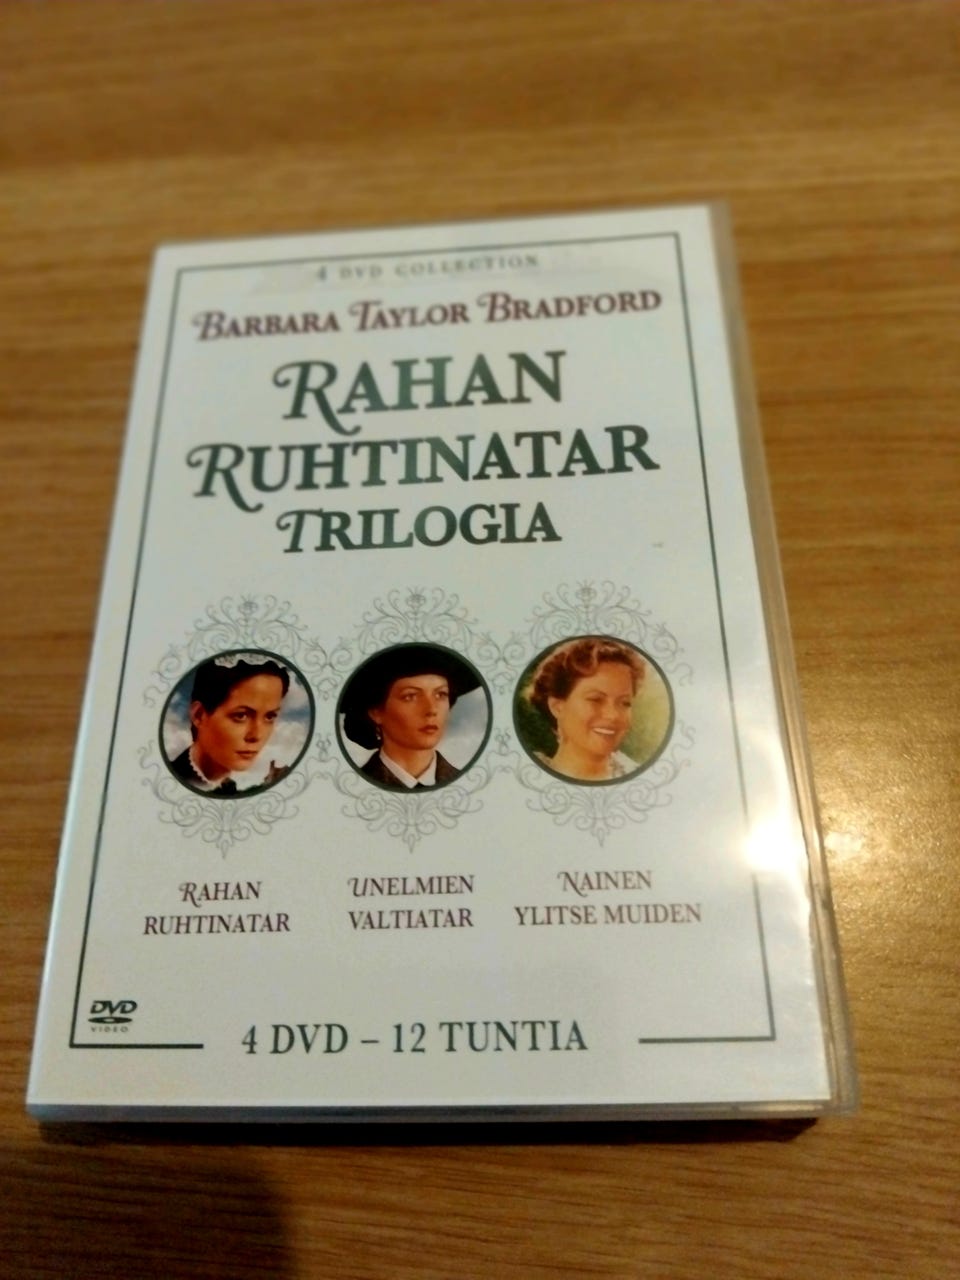 4 DVD COLLECTION
BARBARA TAYLOR BRADFORD
RAHAN
RUHTINATAR
TRILOGIA
RAHAN
RUHTINATAR
UNELMIEN
VALTIATAR
NAINEN
YLITSE MUIDEN
DVD
VIDEO
4 DVD – 12 TUNTIA